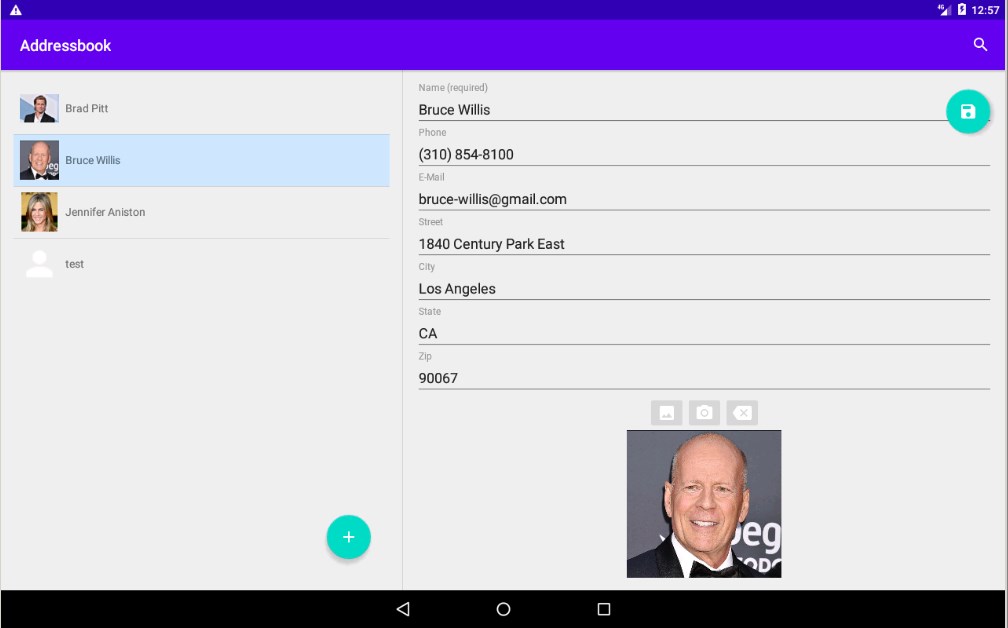 12:57
Addressbook
Brad Pitt
Bruce Willis
Jennifer Aniston
test
Name (required)
Bruce Willis
Phone
(310) 854-8100
E-Mail
bruce-willis@gmail.com
Street
1840 Century Park East
City
Los Angeles
State
CA
Zip
90067
eg